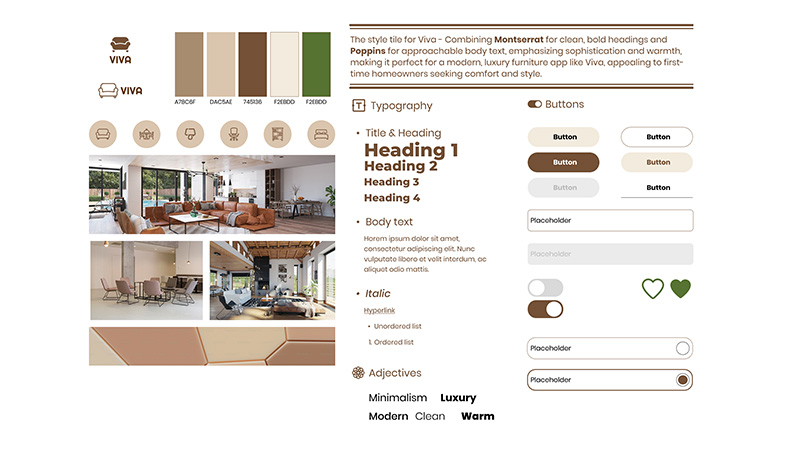 VIVA
VIVA
A78C6F
DAC5AE
745136
F2EBDD
F2EBDD
The style tile for Viva - Combining Montserrat for clean, bold headings and
Poppins for approachable body text, emphasizing sophistication and warmth,
making it perfect for a modern, luxury furniture app like Viva, appealing to first-
time homeowners seeking comfort and style.
Typography
• Title & Heading
Heading 1
Heading 2
Heading 3
Heading 4
• Body text
Lorem ipsum dolor sit amet,
consectetur adipiscing elit. Nunc
vulputate libero et velit interdum, ac
aliquet odio mattis.
• Italic
Hyperlink
• Unordered list
1. Ordered list
Adjectives
Minimalism Luxury
Modern Clean Warm
Buttons
Button
Button
Button
Button
Button
Button
Placeholder
Placeholder
Placeholder
Placeholder